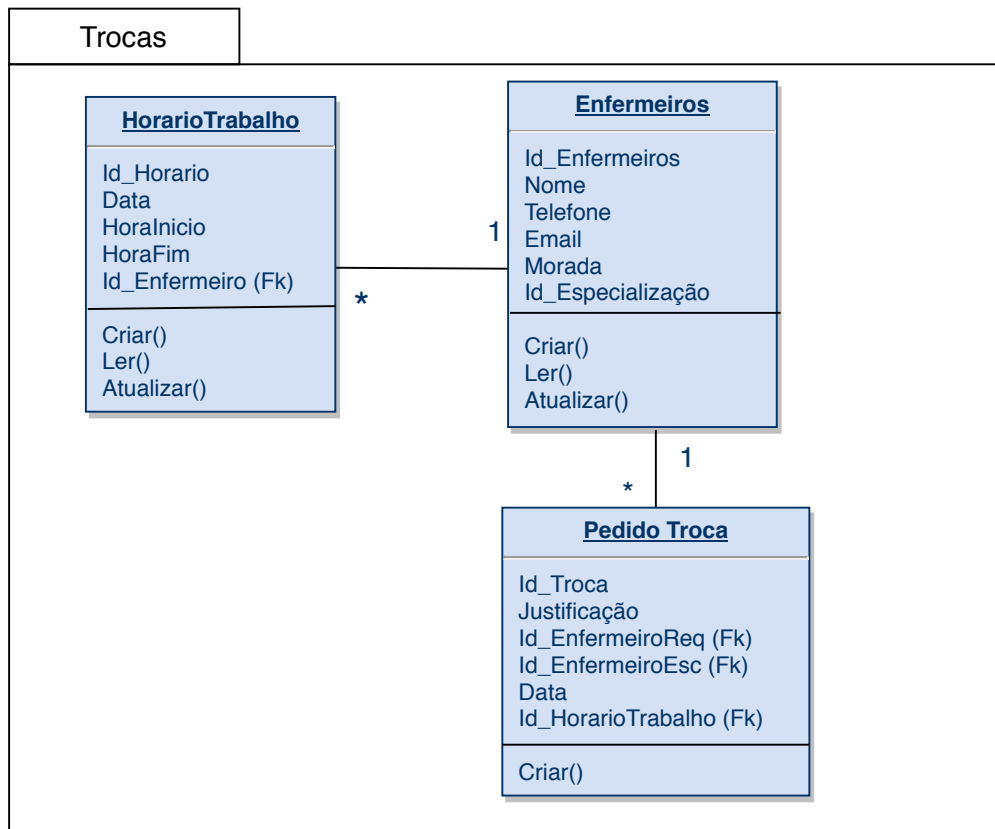 Trocas
HorarioTrabalho
Id_Horario
Data
HoraInicio
HoraFim
Id_Enfermeiro (Fk)
Criar()
Ler()
Atualizar()
*
1
Enfermeiros
Id_Enfermeiros
Nome
Telefone
Email
Morada
Id_Especialização
Criar()
Ler()
Atualizar()
1
*
Pedido Troca
Id_Troca
Justificação
Id_EnfermeiroReq (Fk)
Id_EnfermeiroEsc (Fk)
Data
Id_HorarioTrabalho (Fk)
Criar()